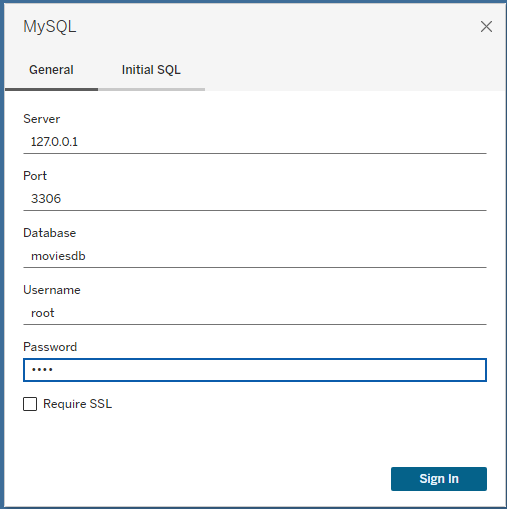 MySQL
General
Initial SQL
Server
127.0.0.1
Port
3306
Database
moviesdb
Username
root
Password
••••
Require SSL
Sign In